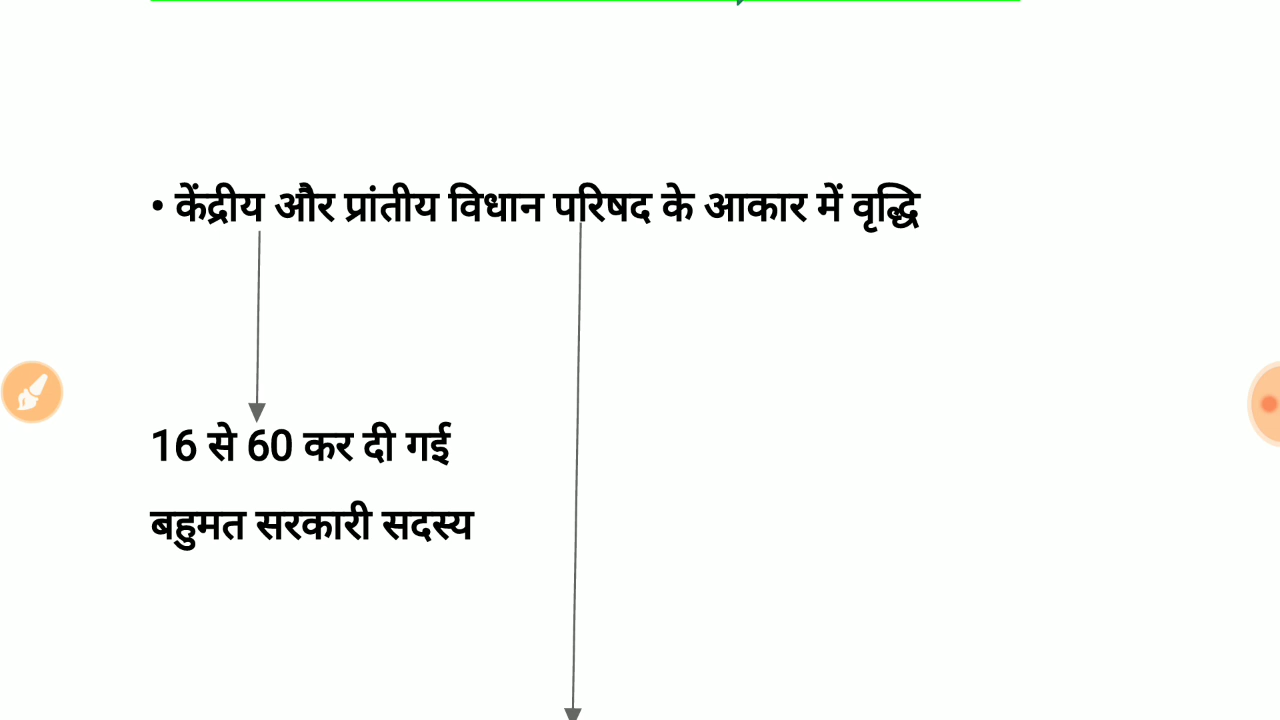 • केंद्रीय और प्रांतीय विधान परिषद के आकार में वृद्धि
16 से 60 कर दी गई
बहुमत सरकारी सदस्य